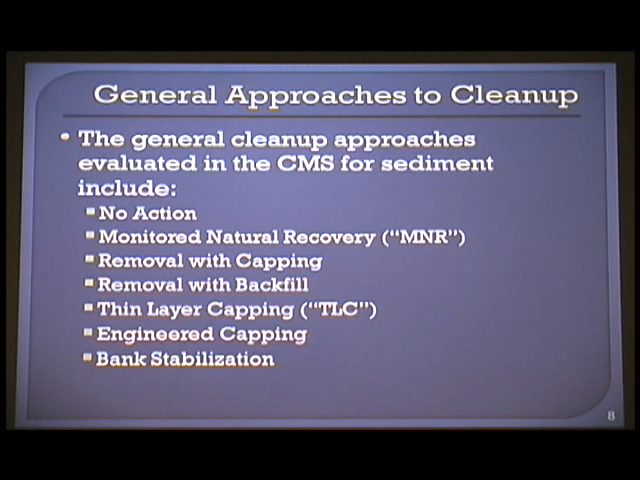 General Approaches to Cleanup
• The general cleanup approaches
evaluated in the CMS for sediment
include:
▪ No Action
▪ Monitored Natural Recovery (“MNR”)
▪ Removal with Capping
▪ Removal with Backfill
▪ Thin Layer Capping (“TLC”)
▪ Engineered Capping
▪ Bank Stabilization
8